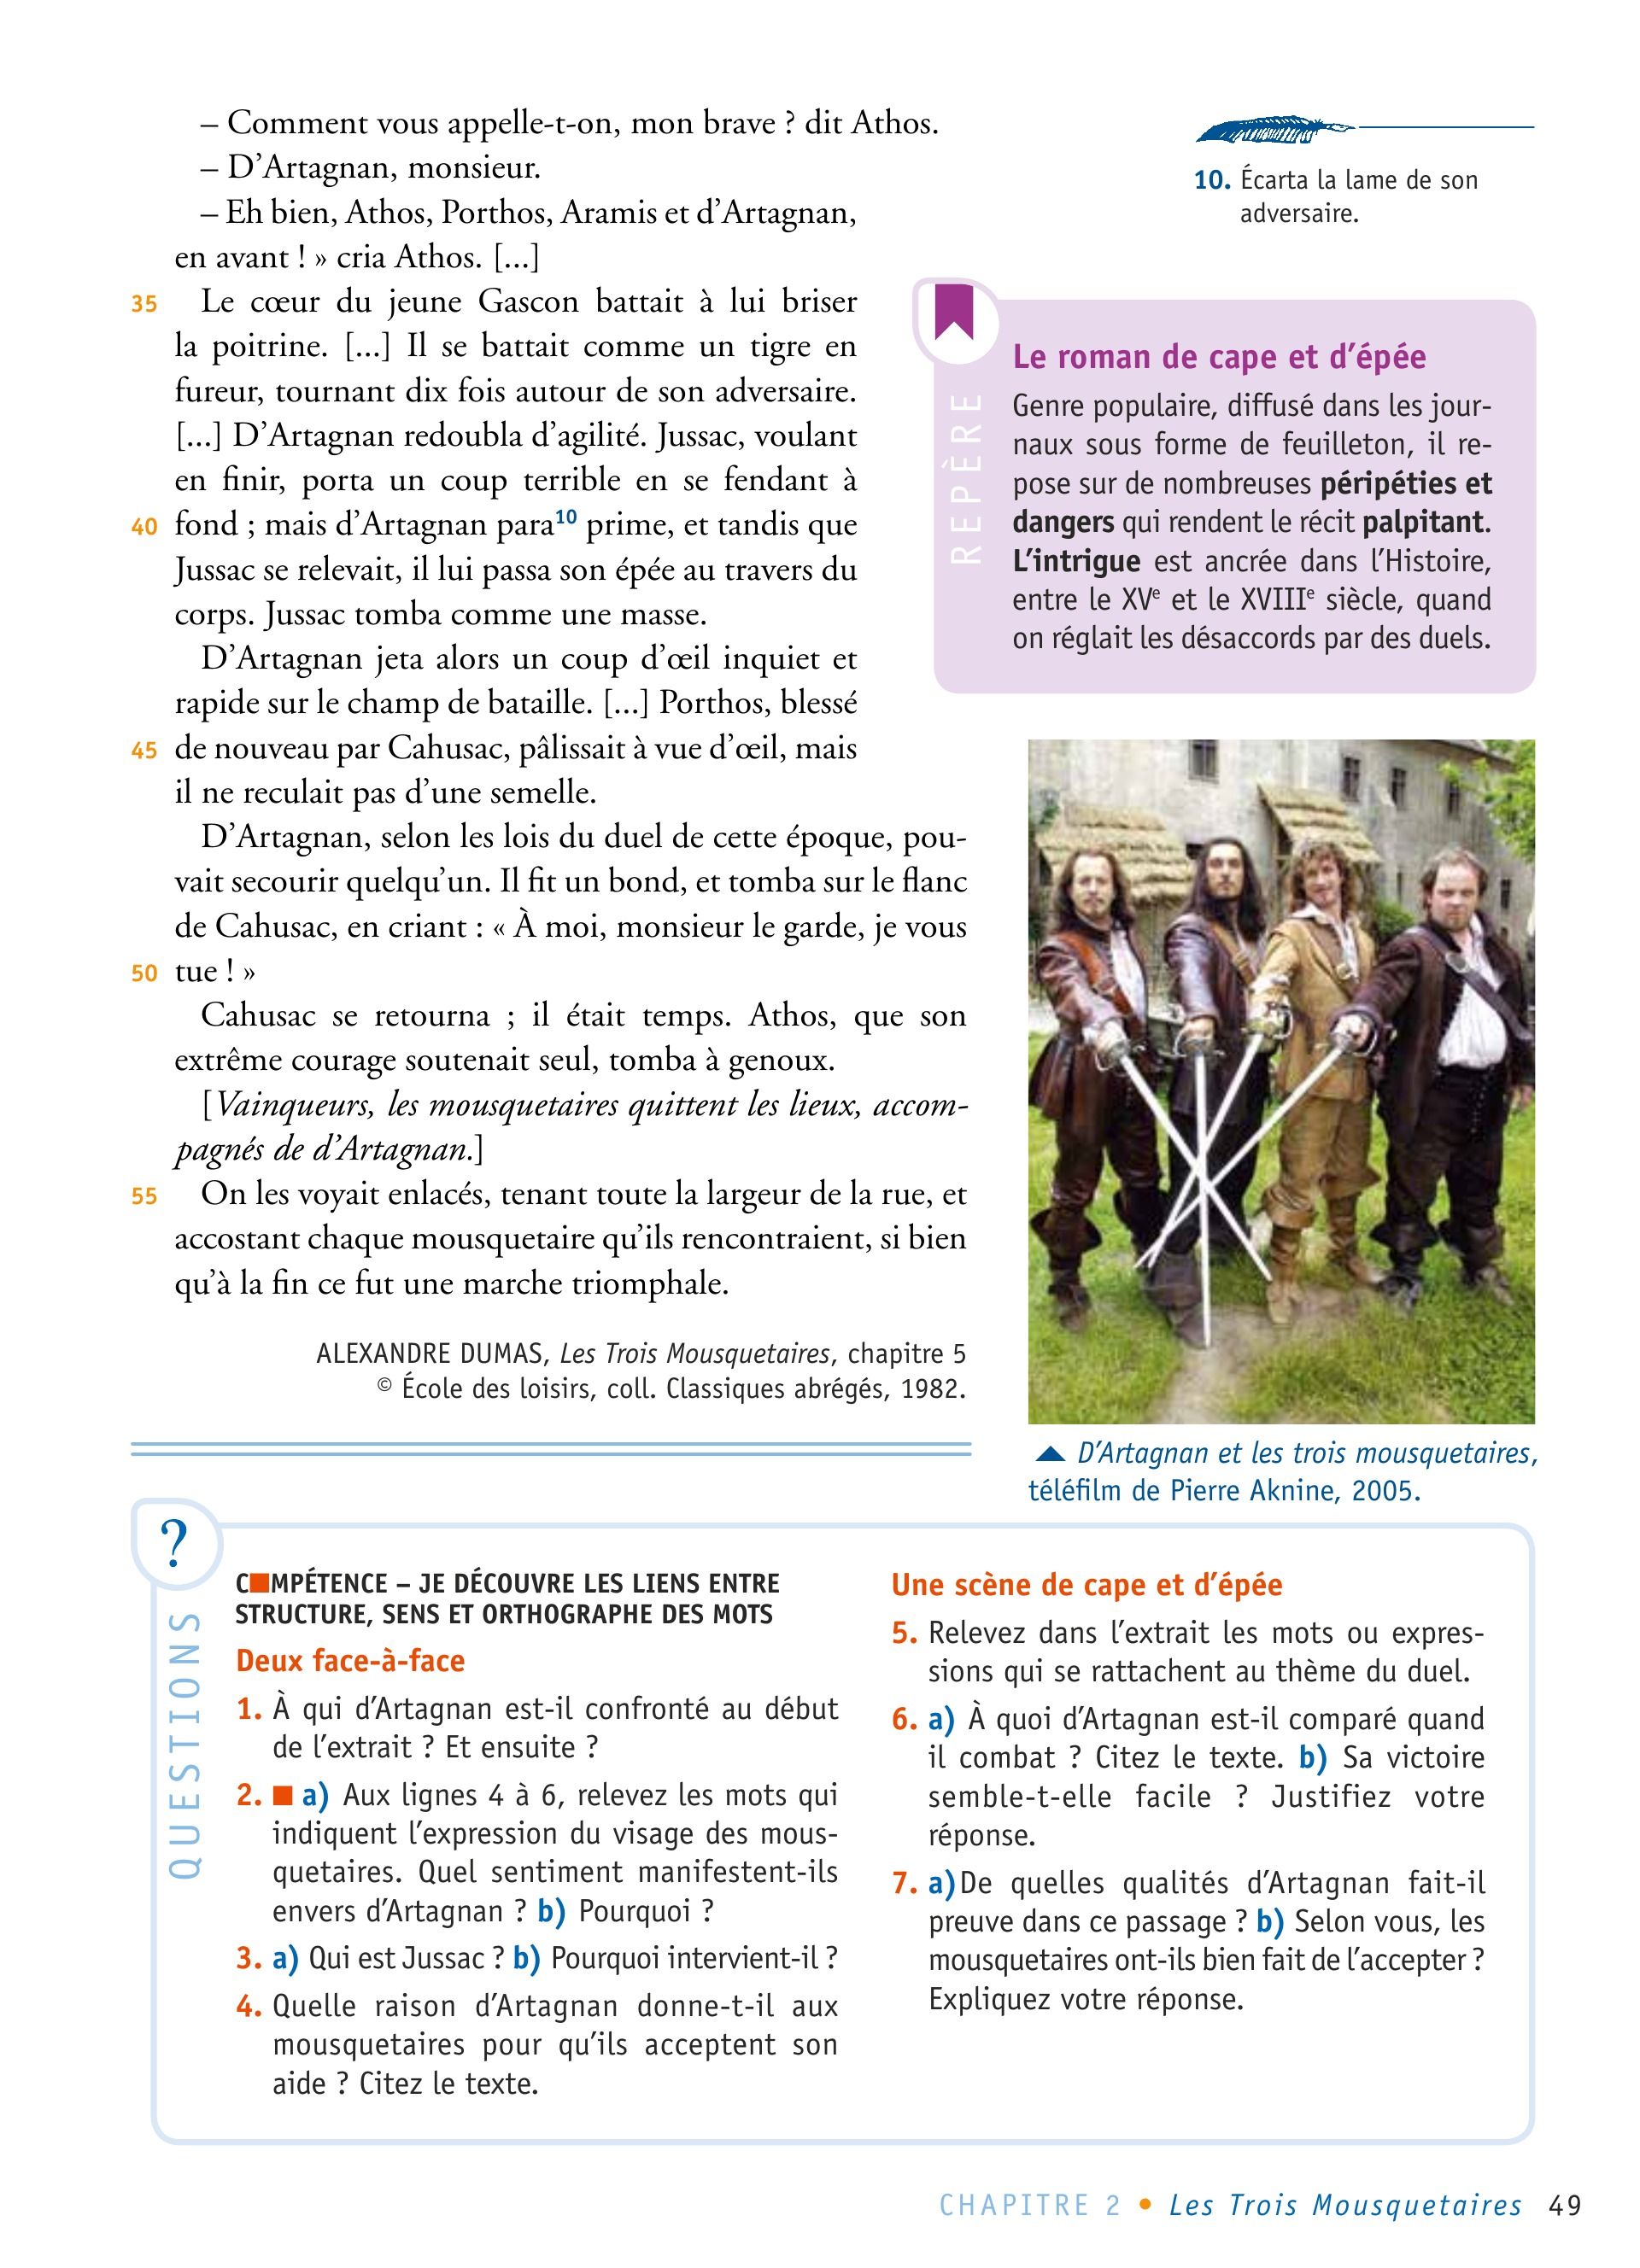 – Comment vous appelle-t-on, mon brave ? dit Athos.
– D’Artagnan, monsieur.
– Eh bien, Athos, Porthos, Aramis et d’Artagnan,
en avant ! » cria Athos. [...]
35 Le cœur du jeune Gascon battait à lui briser
la poitrine. [...] Il se battait comme un tigre en
fureur, tournant dix fois autour de son adversaire.
[...] D’Artagnan redoubla d’agilité. Jussac, voulant
en finir, porta un coup terrible en se fendant à
40 fond ; mais d’Artagnan para10 prime, et tandis que
Jussac se relevait, il lui passa son épée au travers du
corps. Jussac tomba comme une masse.
D’Artagnan jeta alors un coup d’œil inquiet et
rapide sur le champ de bataille. [...] Porthos, blessé
45 de nouveau par Cahusac, pâlissait à vue d’œil, mais
il ne reculait pas d’une semelle.
D’Artagnan, selon les lois du duel de cette époque, pou-
vait secourir quelqu’un. Il fit un bond, et tomba sur le flanc
de Cahusac, en criant : « À moi, monsieur le garde, je vous
50 tue ! »
Cahusac se retourna ; il était temps. Athos, que son
extrême courage soutenait seul, tomba à genoux.
[Vainqueurs, les mousquetaires quittent les lieux, accom-
pagnés de d’Artagnan.]
55 On les voyait enlacés, tenant toute la largeur de la rue, et
accostant chaque mousquetaire qu’ils rencontraient, si bien
qu’à la fin ce fut une marche triomphale.
ALEXANDRE DUMAS, Les Trois Mousquetaires, chapitre 5
© École des loisirs, coll. Classiques abrégés, 1982.
10. Écarta la lame de son
adversaire.
REPÈRE
Le roman de cape et d’épée
Genre populaire, diffusé dans les jour-
naux sous forme de feuilleton, il re-
pose sur de nombreuses péripéties et
dangers qui rendent le récit palpitant.
L’intrigue est ancrée dans l’Histoire,
entre le XVe et le XVIIIe siècle, quand
on réglait les désaccords par des duels.
▲ D’Artagnan et les trois mousquetaires,
téléfilm de Pierre Aknine, 2005.
?
QUESTIONS
C■MPÉTENCE – JE DÉCOUVRE LES LIENS ENTRE
STRUCTURE, SENS ET ORTHOGRAPHE DES MOTS
Deux face-à-face
1. À qui d’Artagnan est-il confronté au début
de l’extrait ? Et ensuite ?
2. ■ a) Aux lignes 4 à 6, relevez les mots qui
indiquent l’expression du visage des mous-
quetaires. Quel sentiment manifestent-ils
envers d’Artagnan ? b) Pourquoi ?
3. a) Qui est Jussac ? b) Pourquoi intervient-il ?
4. Quelle raison d’Artagnan donne-t-il aux
mousquetaires pour qu’ils acceptent son
aide ? Citez le texte.
Une scène de cape et d’épée
5. Relevez dans l’extrait les mots ou expres-
sions qui se rattachent au thème du duel.
6. a) À quoi d’Artagnan est-il comparé quand
il combat ? Citez le texte. b) Sa victoire
semble-t-elle facile ? Justifiez votre
réponse.
7. a)De quelles qualités d’Artagnan fait-il
preuve dans ce passage ? b) Selon vous, les
mousquetaires ont-ils bien fait de l’accepter ?
Expliquez votre réponse.
CHAPITRE 2 • Les Trois Mousquetaires 49